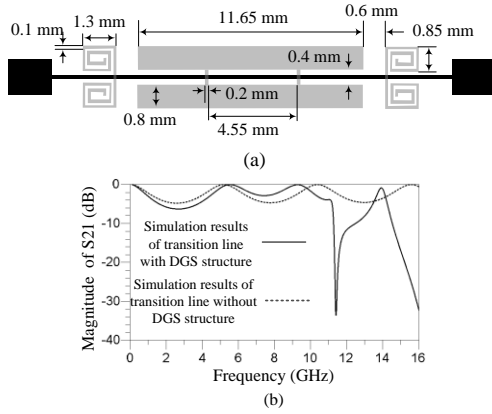 11.65 mm
0.6 mm
0.1 mm
1.3 mm
0.85 mm
0.4 mm
0.2 mm
0.8 mm
4.55 mm
(a)
Magnitude of S21 (dB)
0
-10
-20
-30
-40
Simulation results
of transition line
with DGS structure
Simulation results of
transition line without
DGS structure
0 2 4 6 8 10 12 14 16
Frequency (GHz)
(b)